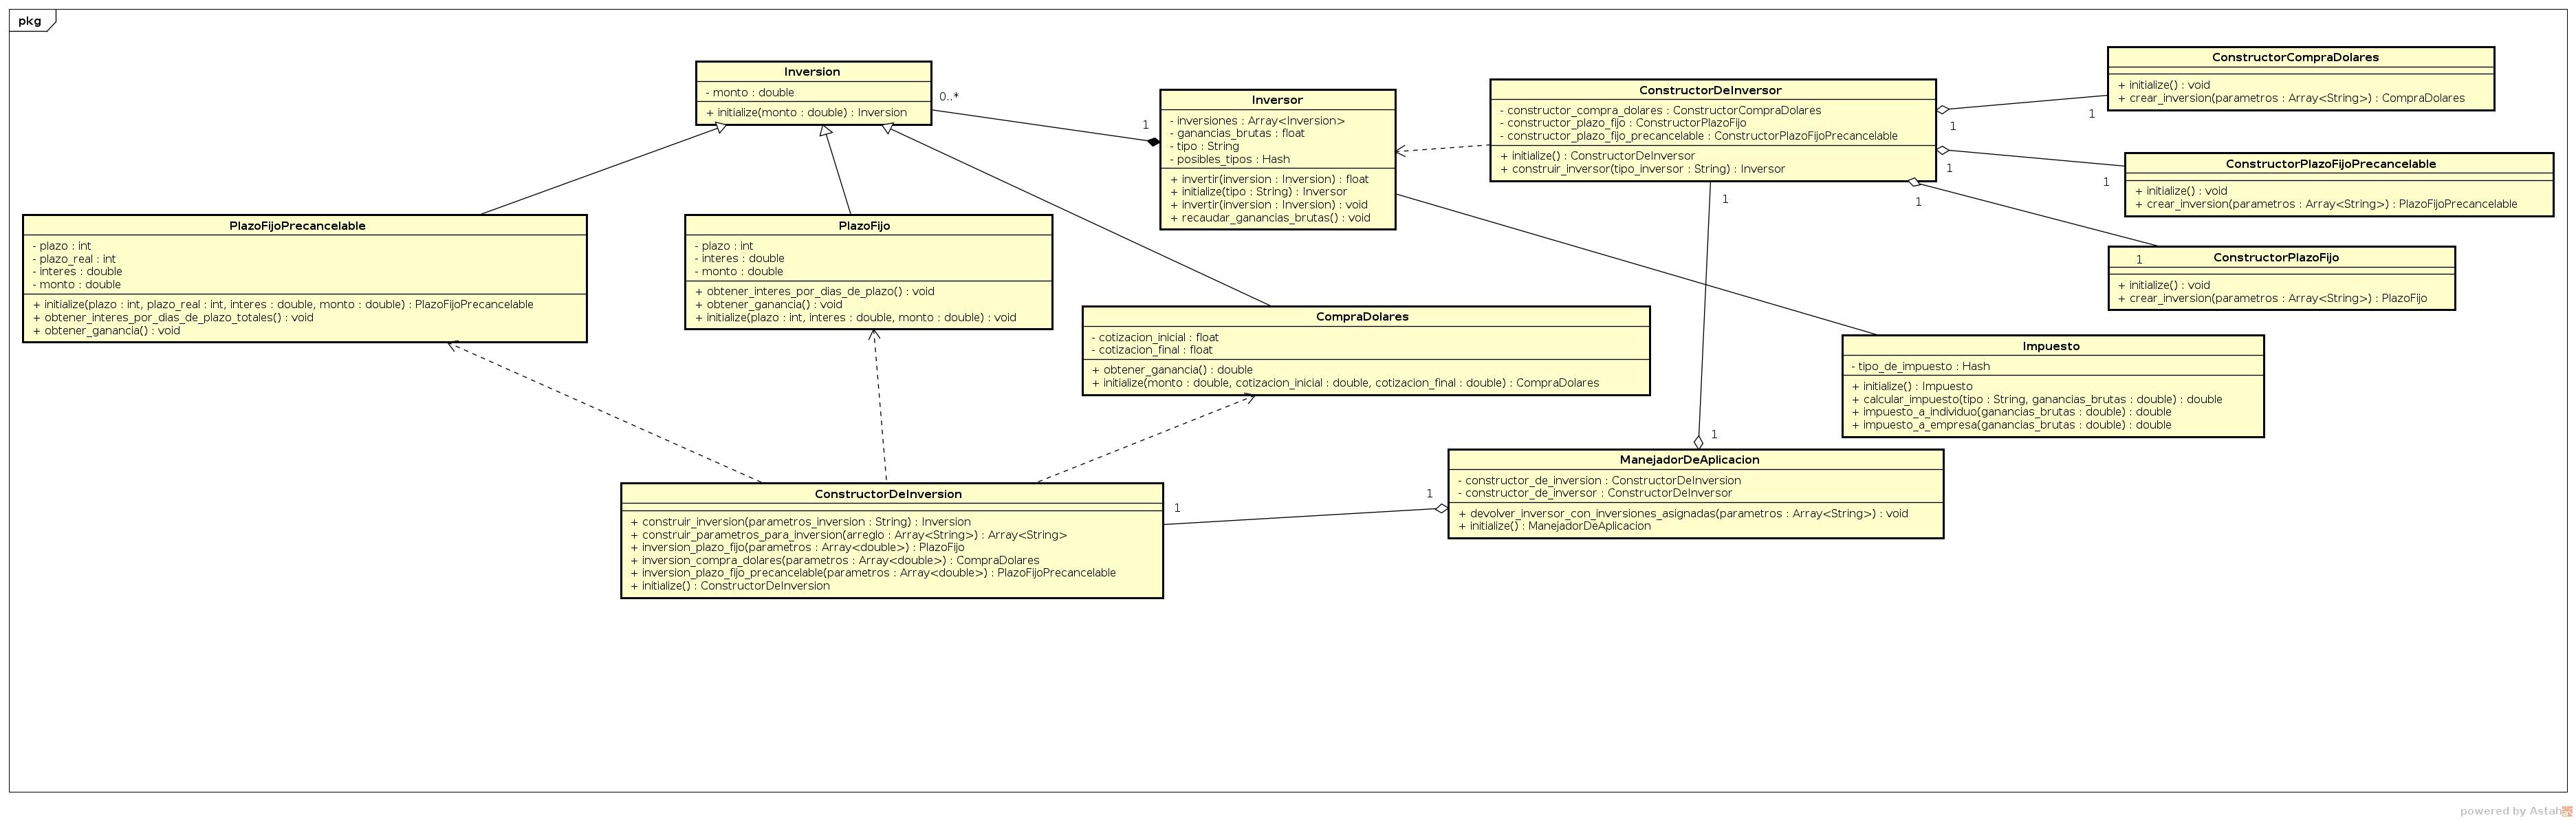 pkg
Inversion
- monto : double
+ initialize(monto : double) : Inversion
0..*
1
Inversor
- inversiones : Array<Inversion>
- ganancias_brutas : float
- tipo : String
- posibles_tipos : Hash
+ invertir(inversion : Inversion) : float
+ initialize(tipo : String) : Inversor
+ invertir(inversion : Inversion) : void
+ recaudar_ganancias_brutas() : void
ConstructorDeInversor
- constructor_compra_dolares : ConstructorCompraDolares
- constructor_plazo_fijo : ConstructorPlazoFijo
- constructor_plazo_fijo_precancelable : ConstructorPlazoFijoPrecancelable
+ initialize() : ConstructorDeInversor
+ construir_inversor(tipo_inversor : String) : Inversor
1
1
1
1
1
1
1
ConstructorCompraDolares
+ initialize() : void
+ crear_inversion(parametros : Array<String>) : CompraDolares
ConstructorPlazoFijoPrecancelable
+ initialize() : void
+ crear_inversion(parametros : Array<String>) : PlazoFijoPrecancelable
ConstructorPlazoFijo
+ initialize() : void
+ crear_inversion(parametros : Array<String>) : PlazoFijo
PlazoFijoPrecancelable
- plazo : int
- plazo_real : int
- interes : double
- monto : double
+ initialize(plazo : int, plazo_real : int, interes : double, monto : double) : PlazoFijoPrecancelable
+ obtener_interes_por_dias_de_plazo_totales() : void
+ obtener_ganancia() : void
PlazoFijo
- plazo : int
- interes : double
- monto : double
+ obtener_interes_por_dias_de_plazo() : void
+ obtener_ganancia() : void
+ initialize(plazo : int, interes : double, monto : double) : void
CompraDolares
- cotizacion_inicial : float
- cotizacion_final : float
+ obtener_ganancia() : double
+ initialize(monto : double, cotizacion_inicial : double, cotizacion_final : double) : CompraDolares
Impuesto
- tipo_de_impuesto : Hash
+ initialize() : Impuesto
+ calcular_impuesto(tipo : String, ganancias_brutas : double) : double
+ impuesto_a_individuo(ganancias_brutas : double) : double
+ impuesto_a_empresa(ganancias_brutas : double) : double
1
ManejadorDeAplicacion
- constructor_de_inversion : ConstructorDeInversion
- constructor_de_inversor : ConstructorDeInversor
+ devolver_inversor_con_inversiones_asignadas(parametros : Array<String>) : void
+ initialize() : ManejadorDeAplicacion
1
1
ConstructorDeInversion
+ construir_inversion(parametros_inversion : String) : Inversion
+ construir_parametros_para_inversion(arreglo : Array<String>) : Array<String>
+ inversion_plazo_fijo(parametros : Array<double>) : PlazoFijo
+ inversion_compra_dolares(parametros : Array<double>) : CompraDolares
+ inversion_plazo_fijo_precancelable(parametros : Array<double>) : PlazoFijoPrecancelable
+ initialize() : ConstructorDeInversion
powered by Astah